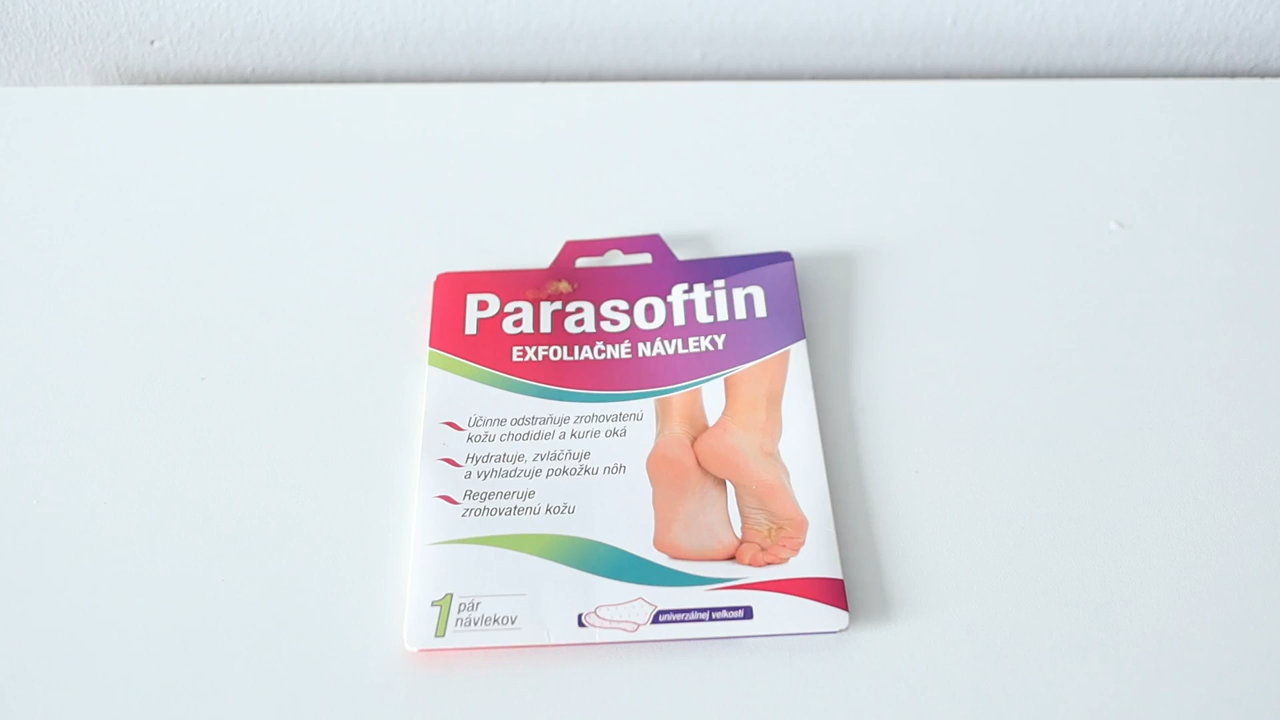 Parasoftin
EXFOLIAČNÉ NÁVLEKY
Účinne odstraňuje zrohovatenú
kožu chodidiel a kurie oká
Hydratuje, zvláčňuje
a vyhladzuje pokožku nôh
Regeneruje
zrohovatenú kožu
1 pár
návlekov
univerzálnej veľkosti